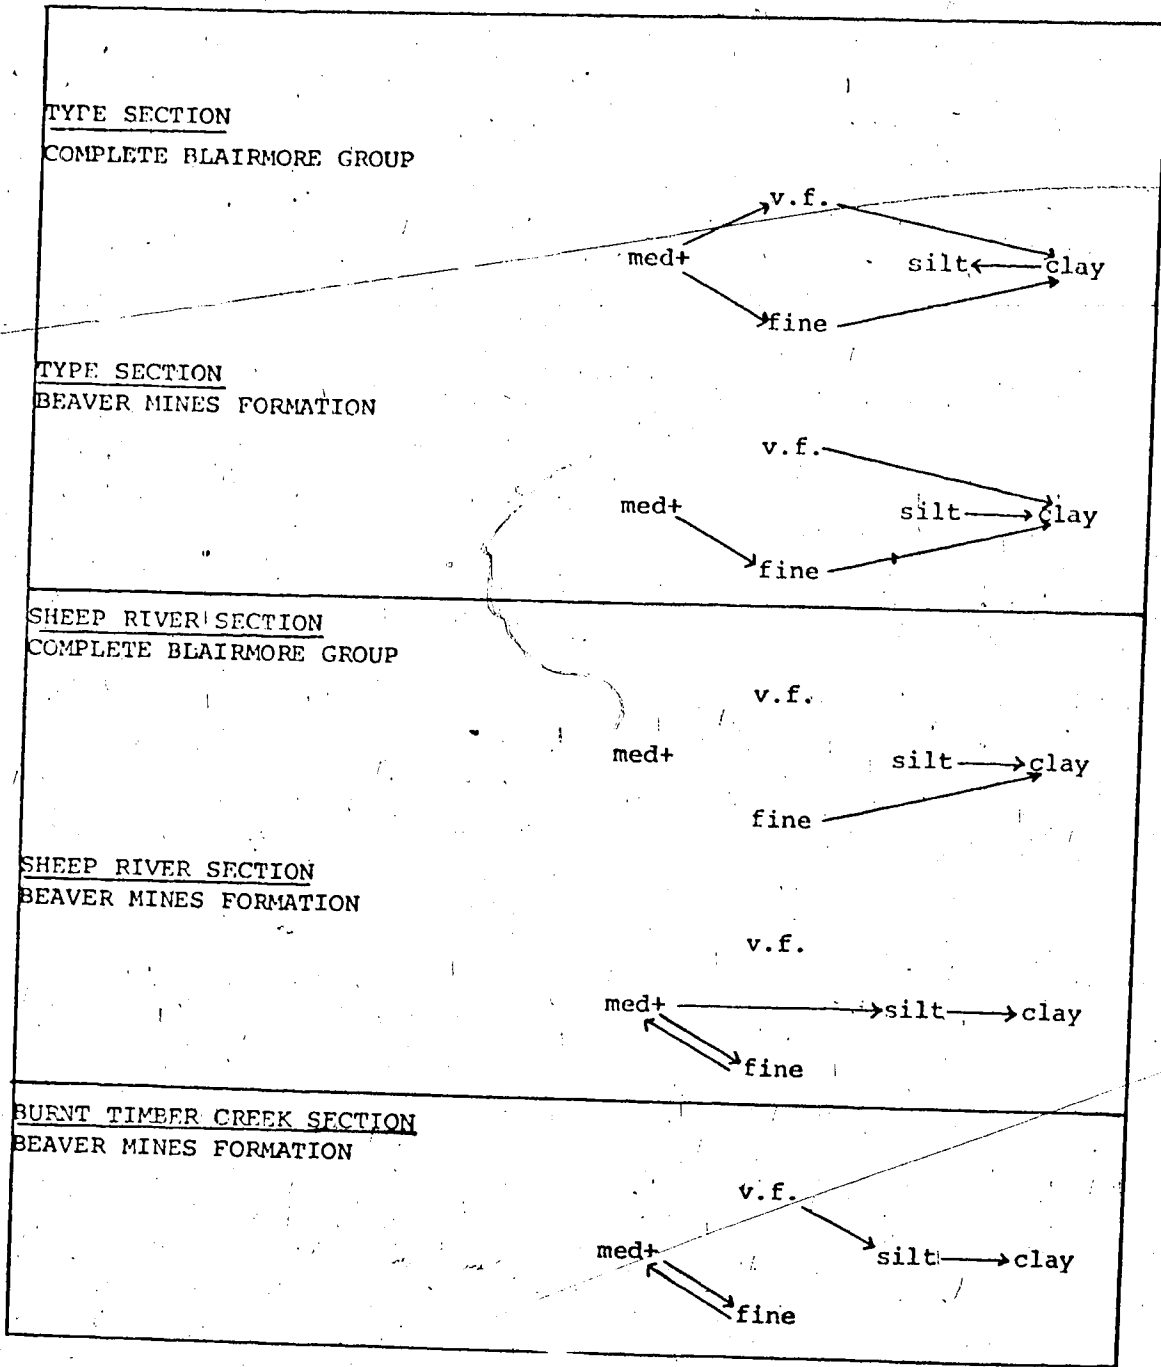 TYPE SECTION
COMPLETE BLAIRMORE GROUP
v.f.
med+ silt clay
fine
TYPE SECTION
BEAVER MINES FORMATION
v.f.
med+ silt clay
fine
SHEEP RIVER SECTION
COMPLETE BLAIRMORE GROUP
v.f.
med+ silt clay
fine
SHEEP RIVER SECTION
BEAVER MINES FORMATION
v.f.
med+ silt clay
fine
BURNT TIMBER CREEK SECTION
BEAVER MINES FORMATION
v.f.
med+ silt clay
fine